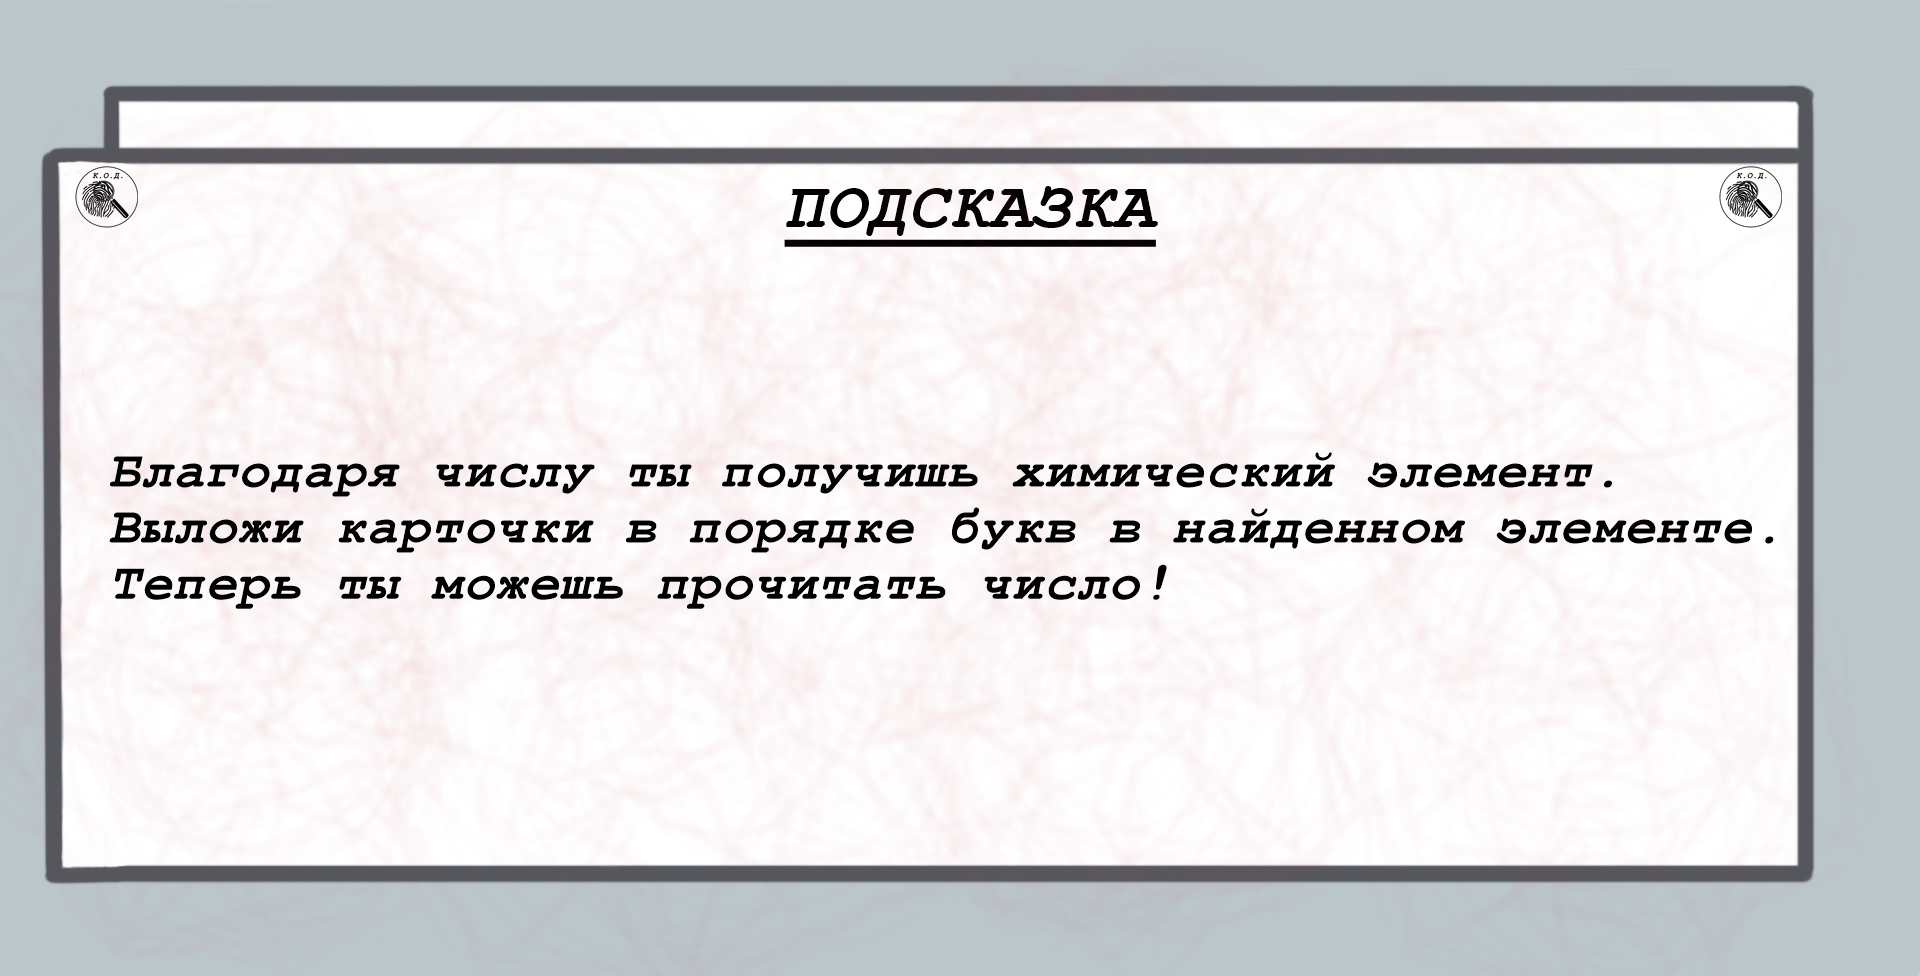 К.О.Д.
ПОДСКАЗКА
К.О.Д.
Благодаря числу ты получишь химический элемент.
Выложи карточки в порядке букв в найденном элементе.
Теперь ты можешь прочитать число!